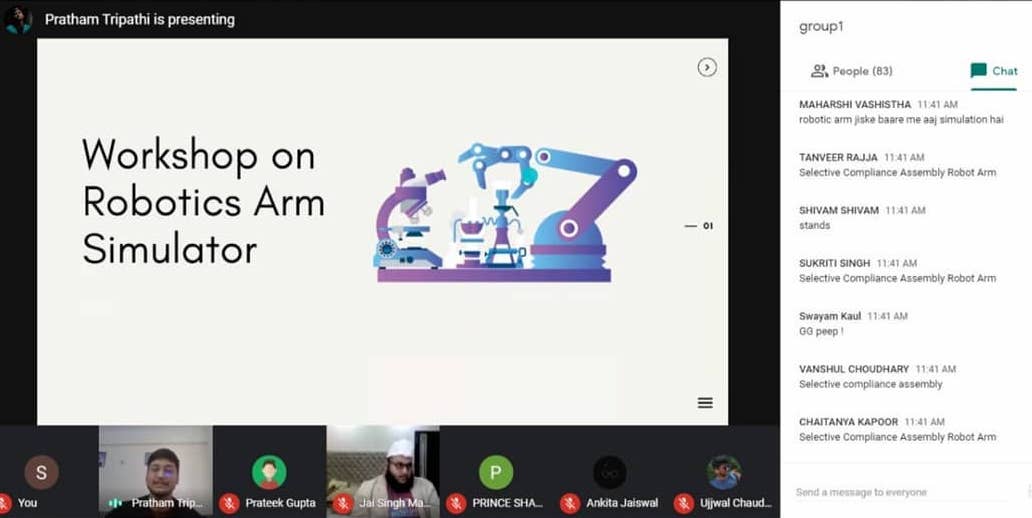 Pratham Tripathi is presenting
Workshop on
Robotics Arm
Simulator
01
S
You
Pratham Trip...
Prateek Gupta
Jai Singh Ma...
P
PRINCE SHA...
Ankita Jaiswal
Ujjwal Chaud...
group1
People (83)
Chat
MAHARSHI VASHISTHA 11:41 AM
robotic arm jiske baare me aaj simulation hai
TANVEER RAJJA 11:41 AM
Selective Compliance Assembly Robot Arm
SHIVAM SHIVAM 11:41 AM
stands
SUKRITI SINGH 11:41 AM
Selective Compliance Assembly Robot Arm
Swayam Kaul 11:41 AM
GG peep !
VANSHUL CHOUDHARY 11:41 AM
Selective compliance assembly
CHAITANYA KAPOOR 11:41 AM
Selective Compliance Assembly Robot Arm
Send a message to everyone